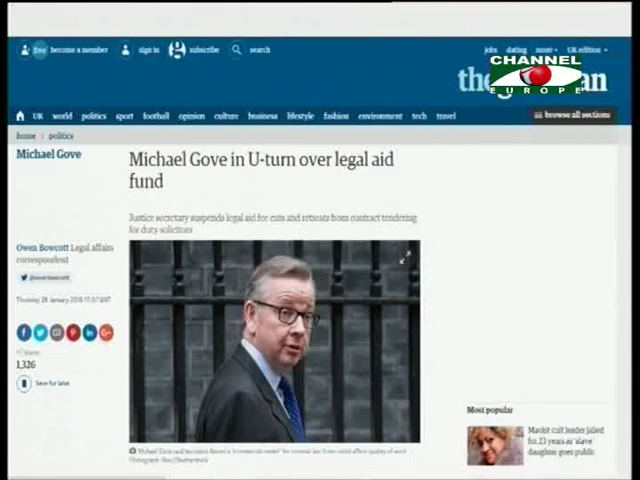 free become a member sign in subscribe search
jobs dating more UK edition
CHANNEL
EUROPE
UK world politics sport football opinion culture business lifestyle fashion environment tech travel browse all sections
home › politics
Michael Gove
Michael Gove in U-turn over legal aid
fund
Justice secretary suspends legal aid fee cuts and retreats from contract tendering
for duty solicitors
Owen Bowcott Legal affairs
correspondent
@owenbowcott
Thursday 28 January 2016
1,326
Save for later
Most popular
Maoist cult leader jailed
for 23 years as 'slave
daughter' goes public